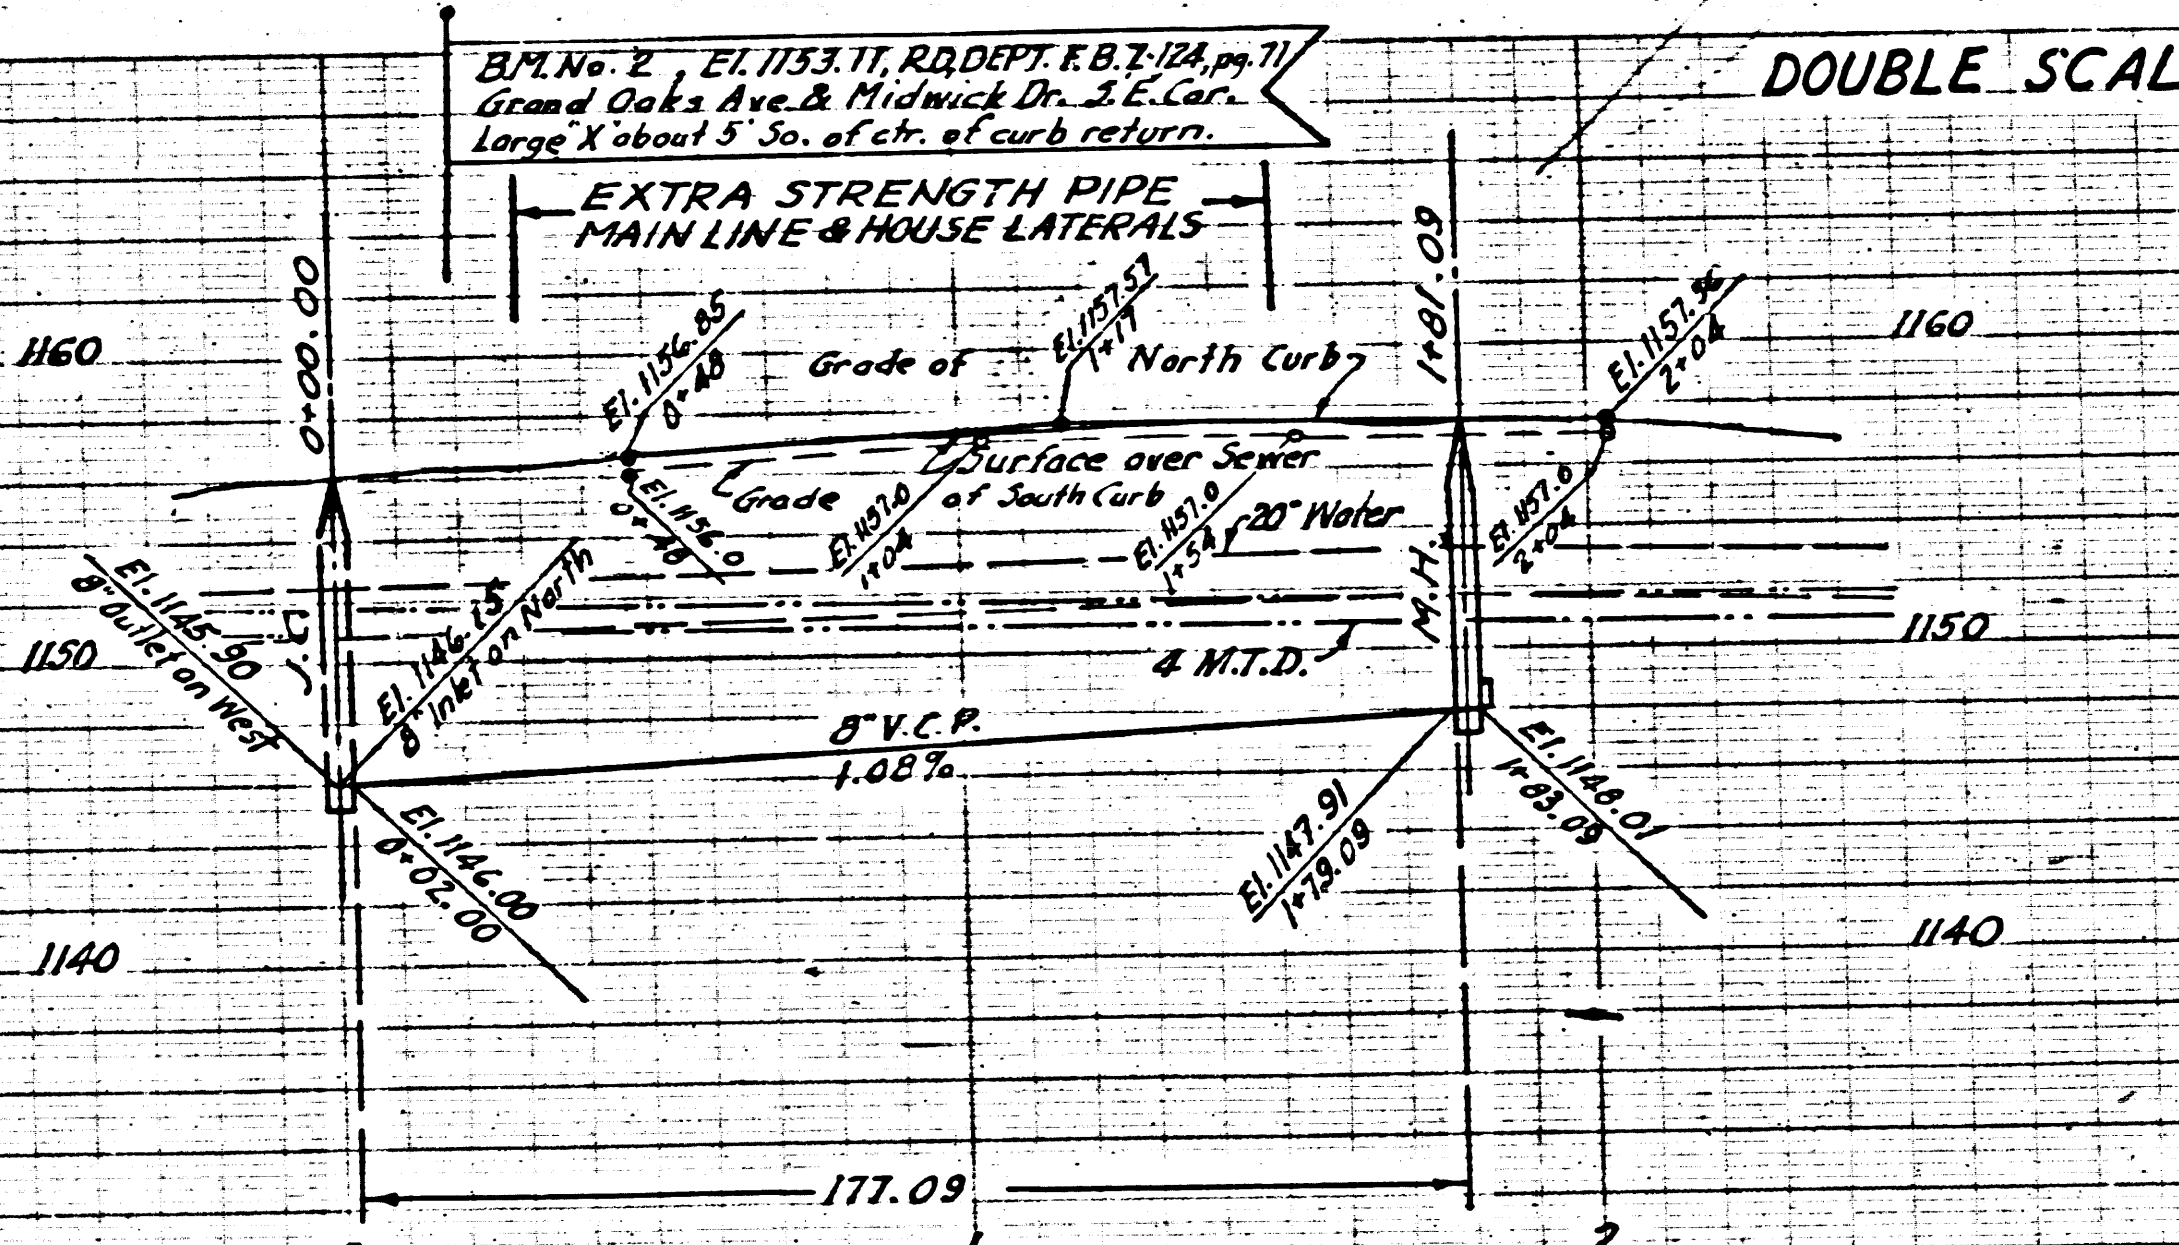 B.M. No. 2, El. 1153.11, RD. DEPT. F. B. 7-124, pg. 71
Grand Oaks Ave. & Midwick Dr. S. E. Cor.
Large "X" about 5' So. of ctr. of curb return.
DOUBLE SCAL
EXTRA STRENGTH PIPE
MAIN LINE & HOUSE LATERALS
0+00.00
1+81.09
1160
El. 1156.85
0+48
Grade of
El. 1157.57
1+17
North Curb
El. 1157.56
2+04
1160
Surface over Sewer
Grade of South Curb
El. 1156.0
0+48
El. 1157.0
1+04
El. 1157.0
1+54
20" Water
El. 1157.0
2+04
M.H.
El. 1145.90
8" Outlet on West
El. 1146.15
8" Inlet on North
1150
1150
4 M.T.D.
8" V.C.P.
1.08%
El. 1146.00
0+02.00
El. 1147.91
1+79.09
El. 1148.01
1+83.09
1140
1140
177.09
1
2